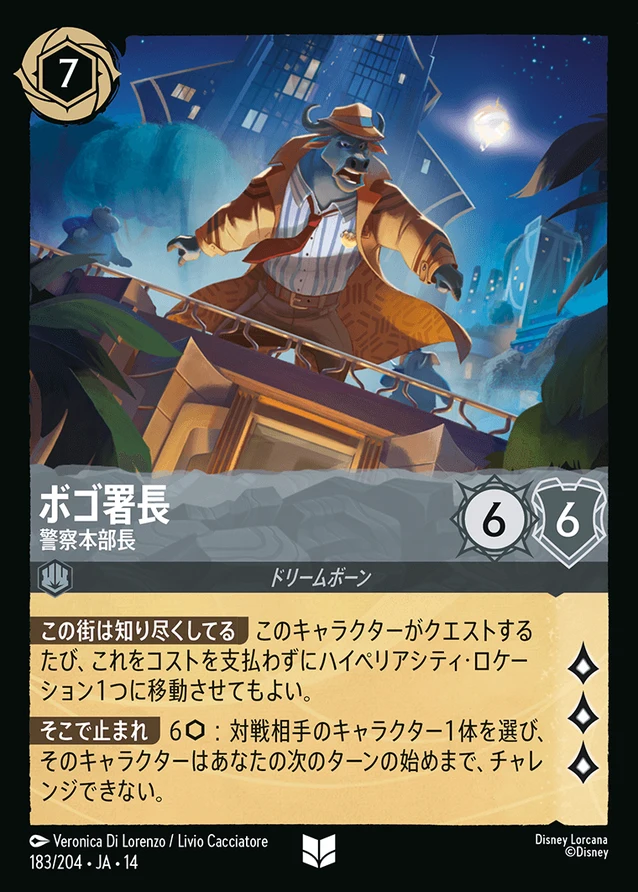 7
ボゴ署長
警察本部長
6
6
ドリームボーン
この街は知り尽くしてる このキャラクターがクエストする
たび、これをコストを支払わずにハイペリアシティ・ロケー
ション1つに移動させてもよい。
そこで止まれ 6⬡ : 対戦相手のキャラクター1体を選び、
そのキャラクターはあなたの次のターンの始めまで、チャレ
ンジできない。
Veronica Di Lorenzo / Livio Cacciatore
183/204 • JA • 14
Disney Lorcana
©Disney